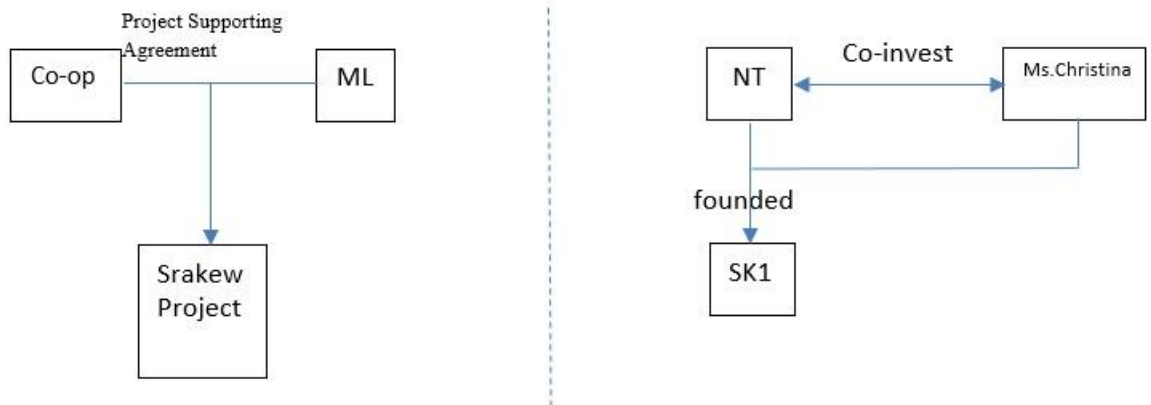 Project Supporting
Agreement
Co-op
ML
Srakew
Project
NT
Co-invest
Ms.Christina
founded
SK1